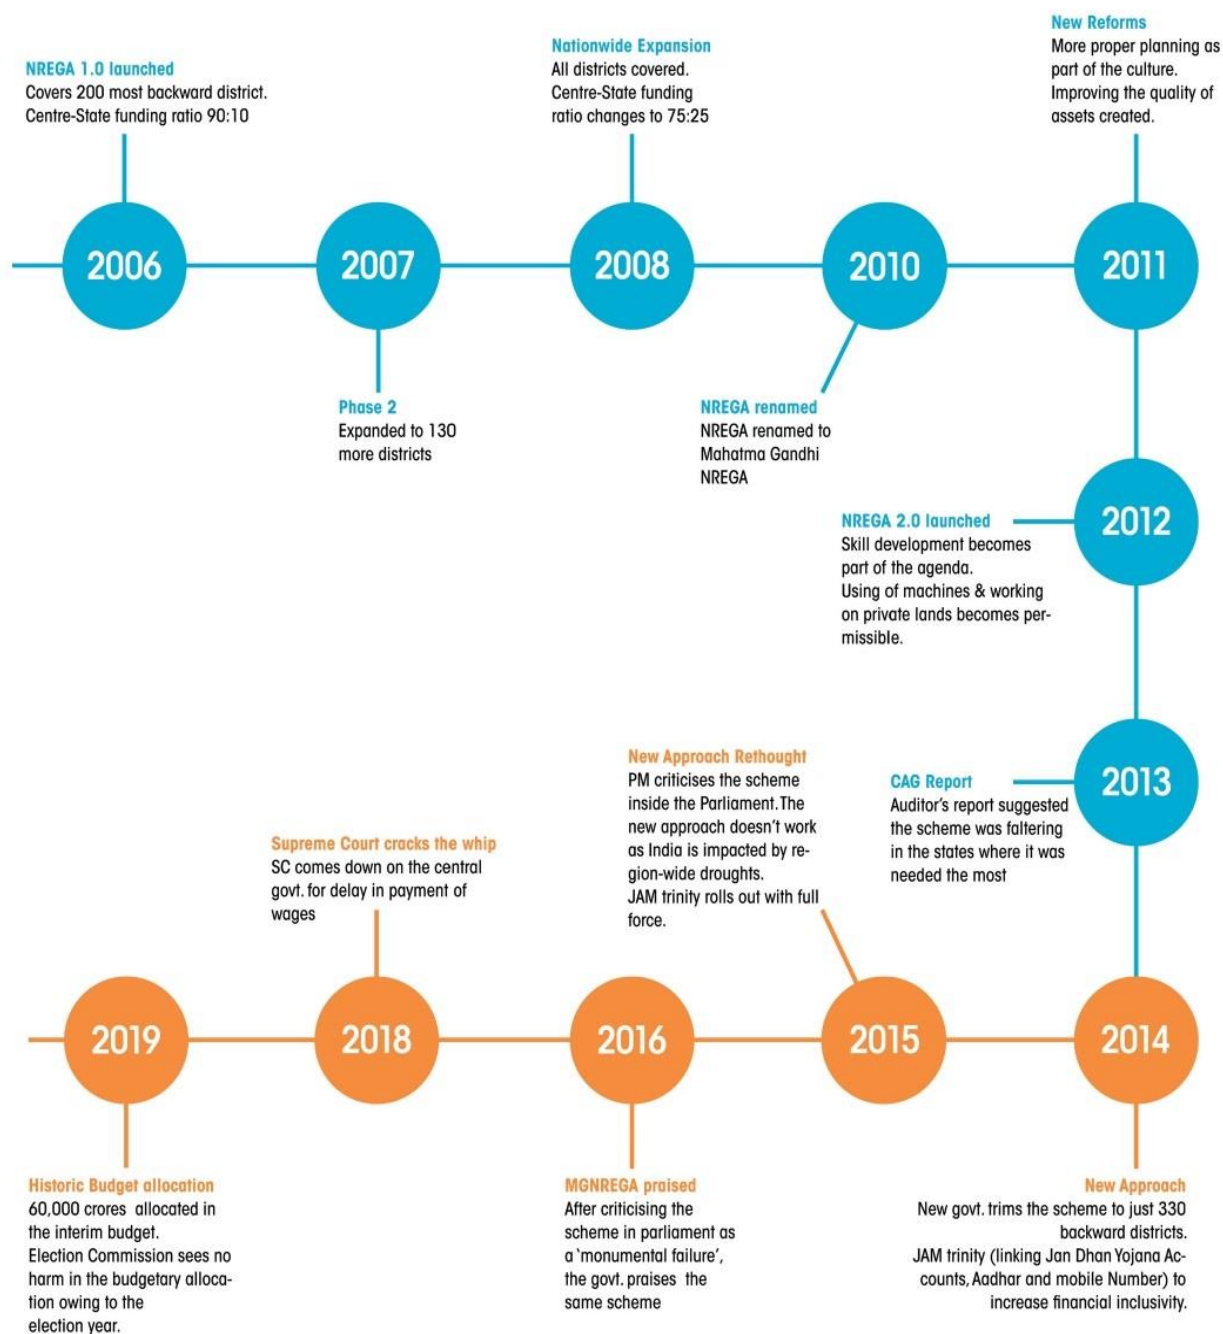 NREGA 1.0 launched
Covers 200 most backward district.
Centre-State funding ratio 90:10
Nationwide Expansion
All districts covered.
Centre-State funding
ratio changes to 75:25
New Reforms
More proper planning as
part of the culture.
Improving the quality of
assets created.
2006
2007
2008
2010
2011
Phase 2
Expanded to 130
more districts
NREGA renamed
NREGA renamed to
Mahatma Gandhi
NREGA
2012
NREGA 2.0 launched
Skill development becomes
part of the agenda.
Using of machines & working
on private lands becomes per-
missible.
2013
CAG Report
Auditor's report suggested
the scheme was faltering
in the states where it was
needed the most
New Approach Rethought
PM criticises the scheme
inside the Parliament. The
new approach doesn't work
as India is impacted by re-
gion-wide droughts.
JAM trinity rolls out with full
force.
Supreme Court cracks the whip
SC comes down on the central
govt. for delay in payment of
wages
2019
2018
2016
2015
2014
Historic Budget allocation
60,000 crores allocated in
the interim budget.
Election Commission sees no
harm in the budgetary alloca-
tion owing to the
election year.
MGNREGA praised
After criticising the
scheme in parliament as
a 'monumental failure',
the govt. praises the
same scheme
New Approach
New govt. trims the scheme to just 330
backward districts.
JAM trinity (linking Jan Dhan Yojana Ac-
counts, Aadhar and mobile Number) to
increase financial inclusivity.